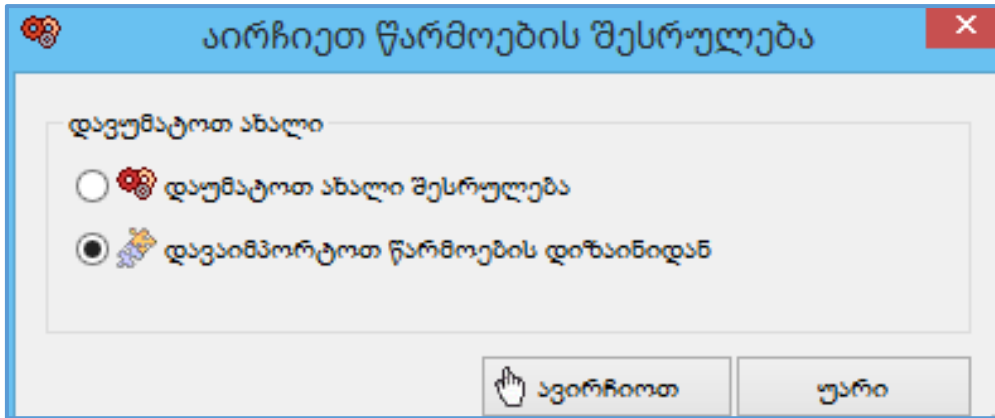 აირჩიეთ წარმოების შესრულება
დავუმატოთ ახალი
დაუმატოთ ახალი შესრულება
დავაიმპორტოთ წარმოების დიზაინიდან
ავირჩიოთ
უარი